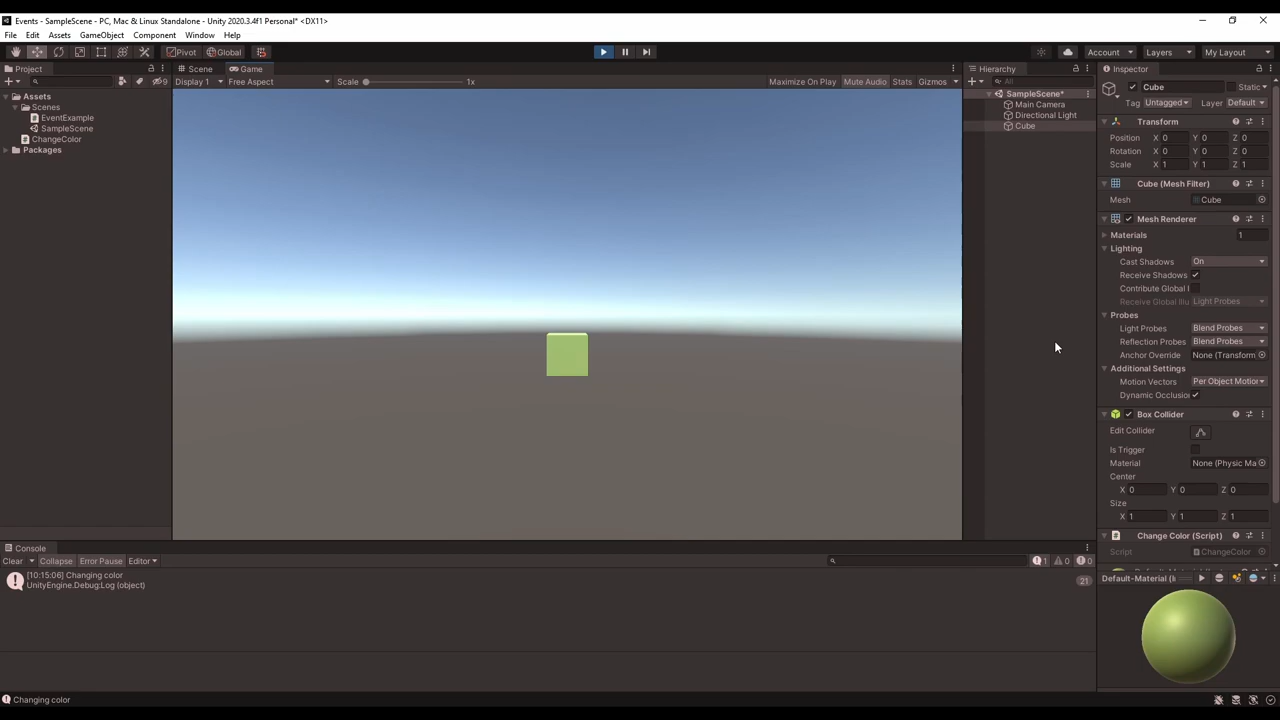 Events - SampleScene - PC, Mac & Linux Standalone - Unity 2020.3.4f1 Personal* <DX11>
File Edit Assets GameObject Component Window Help
Pivot Global Account Layers My Layout
Project
9
Assets
Scenes
EventExample
SampleScene
ChangeColor
Packages
Scene Game
Display 1 Free Aspect Scale 1x Maximize On Play Mute Audio Stats Gizmos
Hierarchy
All
SampleScene*
Main Camera
Directional Light
Cube
Inspector
Cube Static
Tag Untagged Layer Default
Transform
Position X 0 Y 0 Z 0
Rotation X 0 Y 0 Z 0
Scale X 1 Y 1 Z 1
Cube (Mesh Filter)
Mesh Cube
Mesh Renderer
Materials 1
Lighting
Cast Shadows On
Receive Shadows
Contribute Global I
Receive Global Illu Light Probes
Probes
Light Probes Blend Probes
Reflection Probes Blend Probes
Anchor Override None (Transform
Additional Settings
Motion Vectors Per Object Motion
Dynamic Occlusion
Box Collider
Edit Collider
Is Trigger
Material None (Physic Ma
Center
X 0 Y 0 Z 0
Size
X 1 Y 1 Z 1
Change Color (Script)
Script ChangeColor
Default-Material (I
Console
Clear Collapse Error Pause Editor 1 0 0
[10:15:06] Changing color
UnityEngine.Debug:Log (object)
21
Changing color